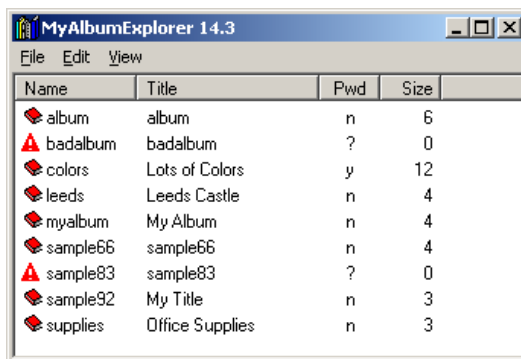 MyAlbumExplorer 14.3
File Edit View
Name Title Pwd Size
album album n 6
badalbum badalbum ? 0
colors Lots of Colors y 12
leeds Leeds Castle n 4
myalbum My Album n 4
sample66 sample66 n 4
sample83 sample83 ? 0
sample92 My Title n 3
supplies Office Supplies n 3